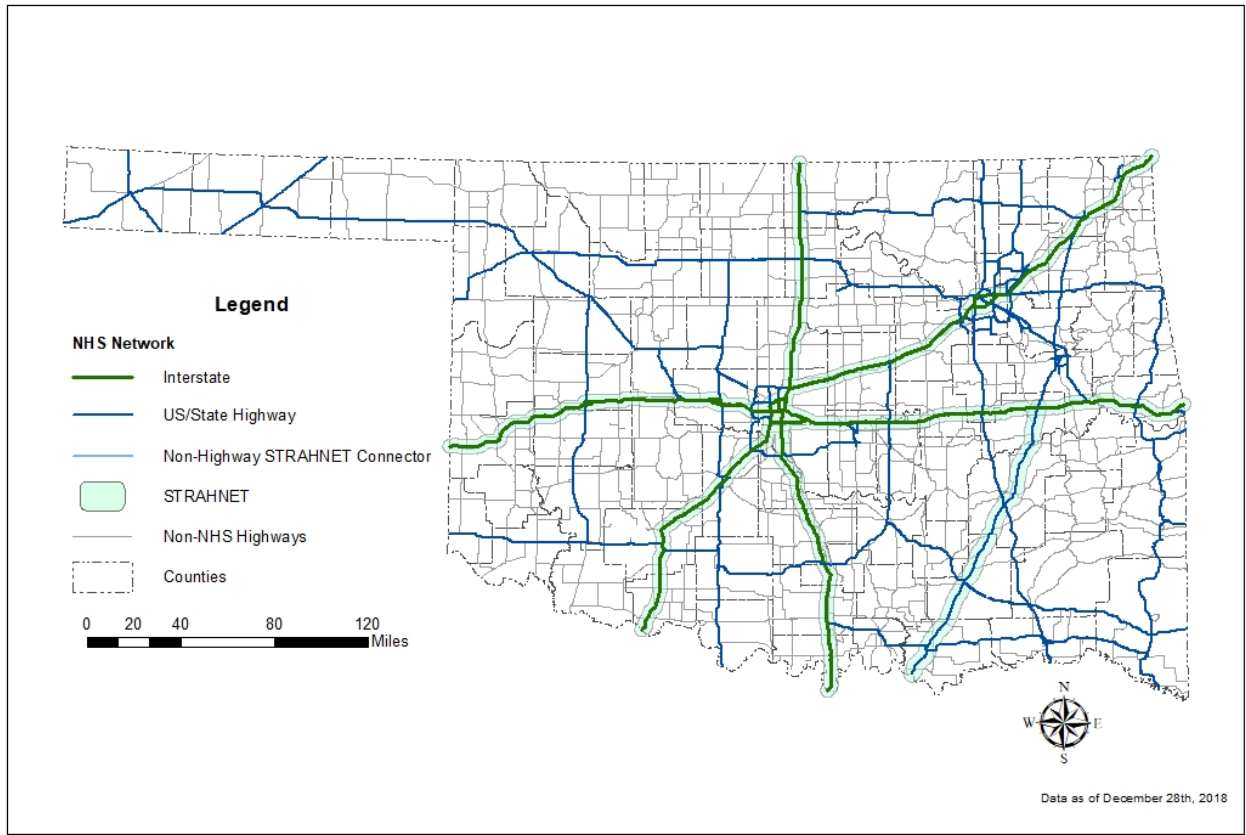 Legend
NHS Network
Interstate
US/State Highway
Non-Highway STRAHNET Connector
STRAHNET
Non-NHS Highways
Counties
0 20 40 80 120
Miles
N
W E
S
Data as of December 28th, 2018